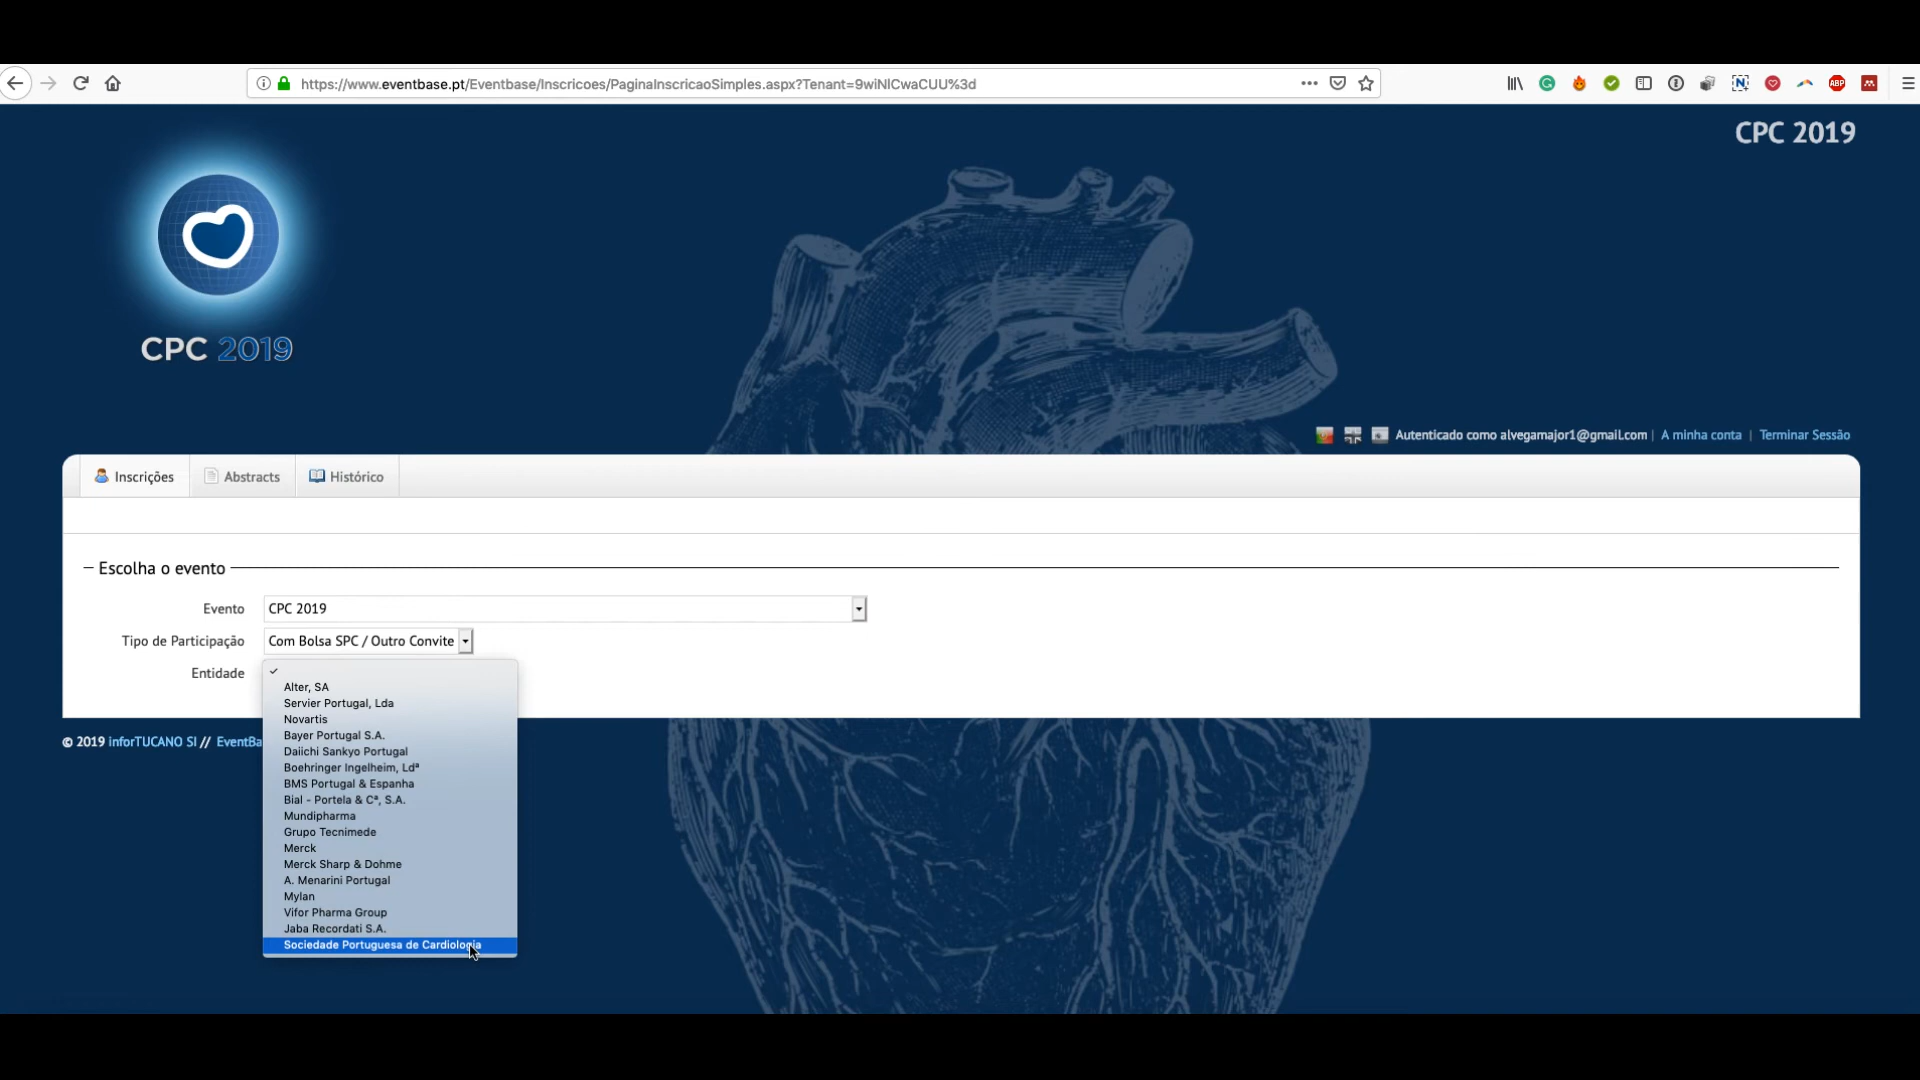 https://www.eventbase.pt/Eventbase/Inscricoes/PaginaInscricaoSimples.aspx?Tenant=9wiNlCwaCUU%3d
ABP
CPC 2019
CPC 2019
Autenticado como alvegamajor1@gmail.com | A minha conta | Terminar Sessão
Inscrições
Abstracts
Histórico
Escolha o evento
Evento
CPC 2019
Tipo de Participação
Com Bolsa SPC / Outro Convite
Entidade
Alter, SA
Servier Portugal, Lda
Novartis
Bayer Portugal S.A.
Daiichi Sankyo Portugal
Boehringer Ingelheim, Ldª
BMS Portugal & Espanha
Bial - Portela & Cª, S.A.
Mundipharma
Grupo Tecnimede
Merck
Merck Sharp & Dohme
A. Menarini Portugal
Mylan
Vifor Pharma Group
Jaba Recordati S.A.
Sociedade Portuguesa de Cardiologia
© 2019 inforTUCANO SI // EventBa